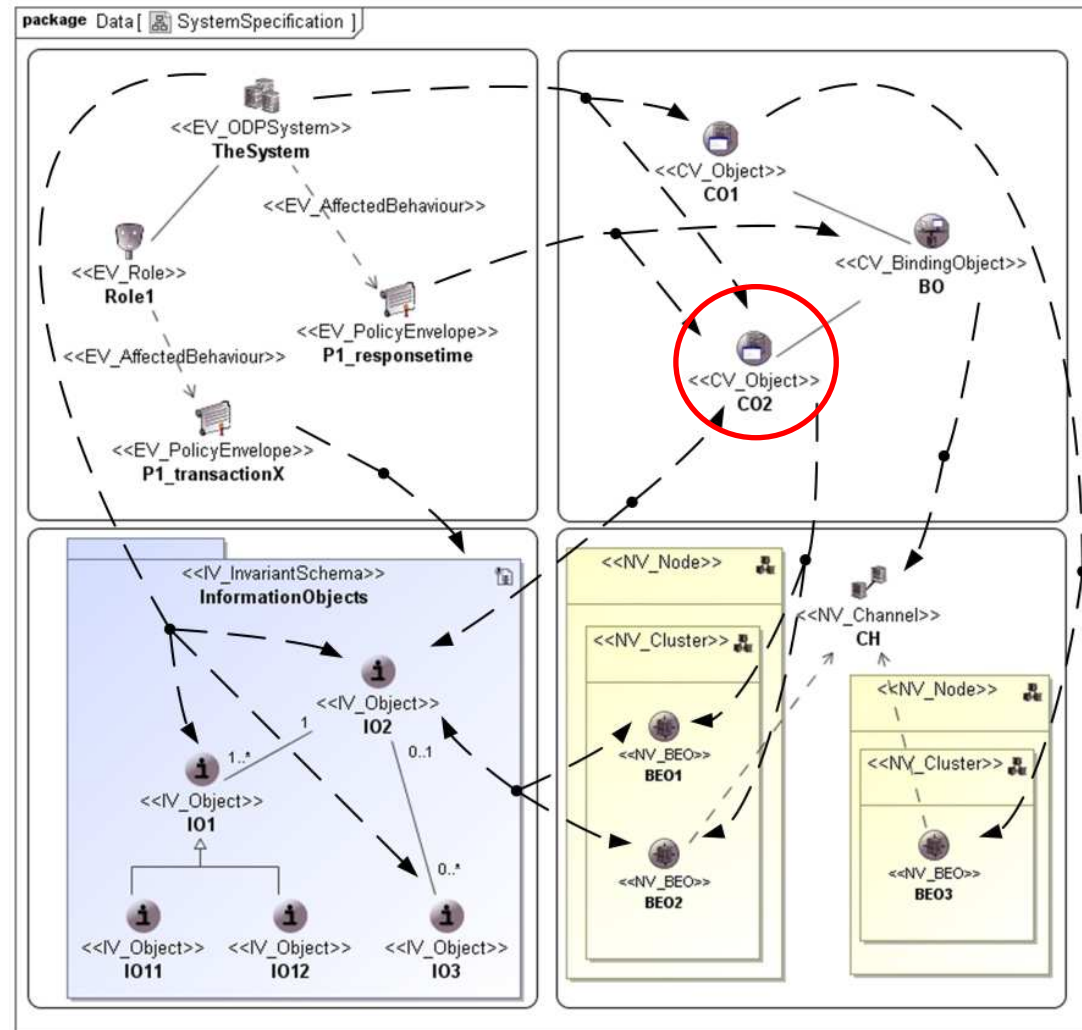 package Data [ SystemSpecification ]
<<EV_ODPSystem>>
TheSystem
<<EV_AffectedBehaviour>>
<<EV_Role>>
Role1
<<EV_PolicyEnvelope>>
P1_responsetime
<<EV_AffectedBehaviour>>
<<EV_PolicyEnvelope>>
P1_transactionX
<<CV_Object>>
CO1
<<CV_BindingObject>>
BO
<<CV_Object>>
CO2
<<IV_InvariantSchema>>
InformationObjects
<<IV_Object>>
IO2
1
1..*
0..1
<<IV_Object>>
IO1
0..*
<<IV_Object>>
IO11
<<IV_Object>>
IO12
<<IV_Object>>
IO3
<<NV_Node>>
<<NV_Cluster>>
<<NV_BEO>>
BEO1
<<NV_BEO>>
BEO2
<<NV_Channel>>
CH
<<NV_Node>>
<<NV_Cluster>>
<<NV_BEO>>
BEO3